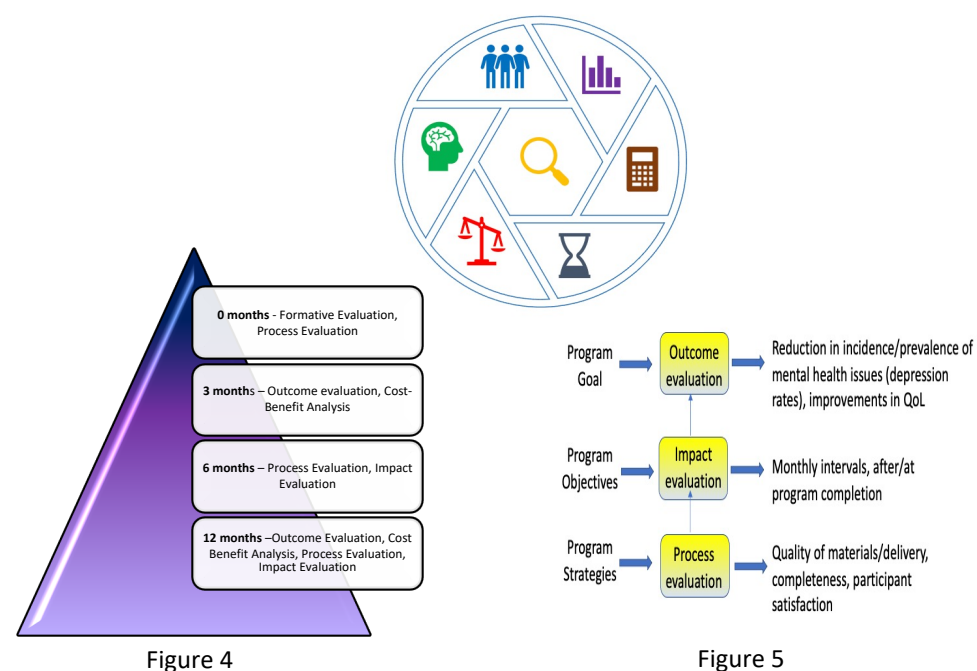 0 months - Formative Evaluation,
Process Evaluation
3 months – Outcome evaluation, Cost-
Benefit Analysis
6 months – Process Evaluation, Impact
Evaluation
12 months –Outcome Evaluation, Cost
Benefit Analysis, Process Evaluation,
Impact Evaluation
Figure 4
Program
Goal
Outcome
evaluation
Reduction in incidence/prevalence of
mental health issues (depression
rates), improvements in QoL
Program
Objectives
Impact
evaluation
Monthly intervals, after/at
program completion
Program
Strategies
Process
evaluation
Quality of materials/delivery,
completeness, participant
satisfaction
Figure 5